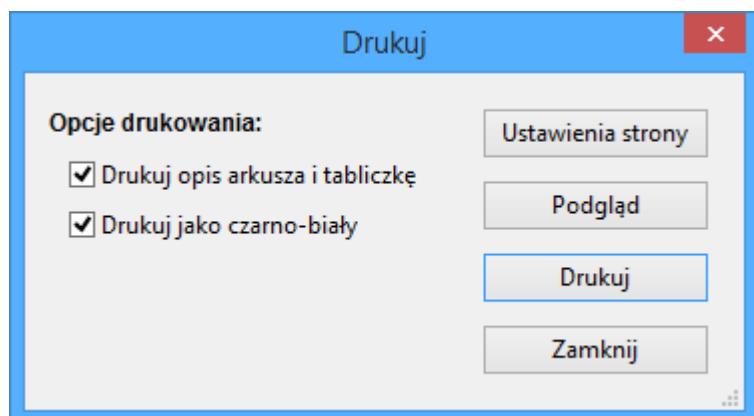 Drukuj
Opcje drukowania:
Drukuj opis arkusza i tabliczkę
Drukuj jako czarno-biały
Ustawienia strony
Podgląd
Drukuj
Zamknij